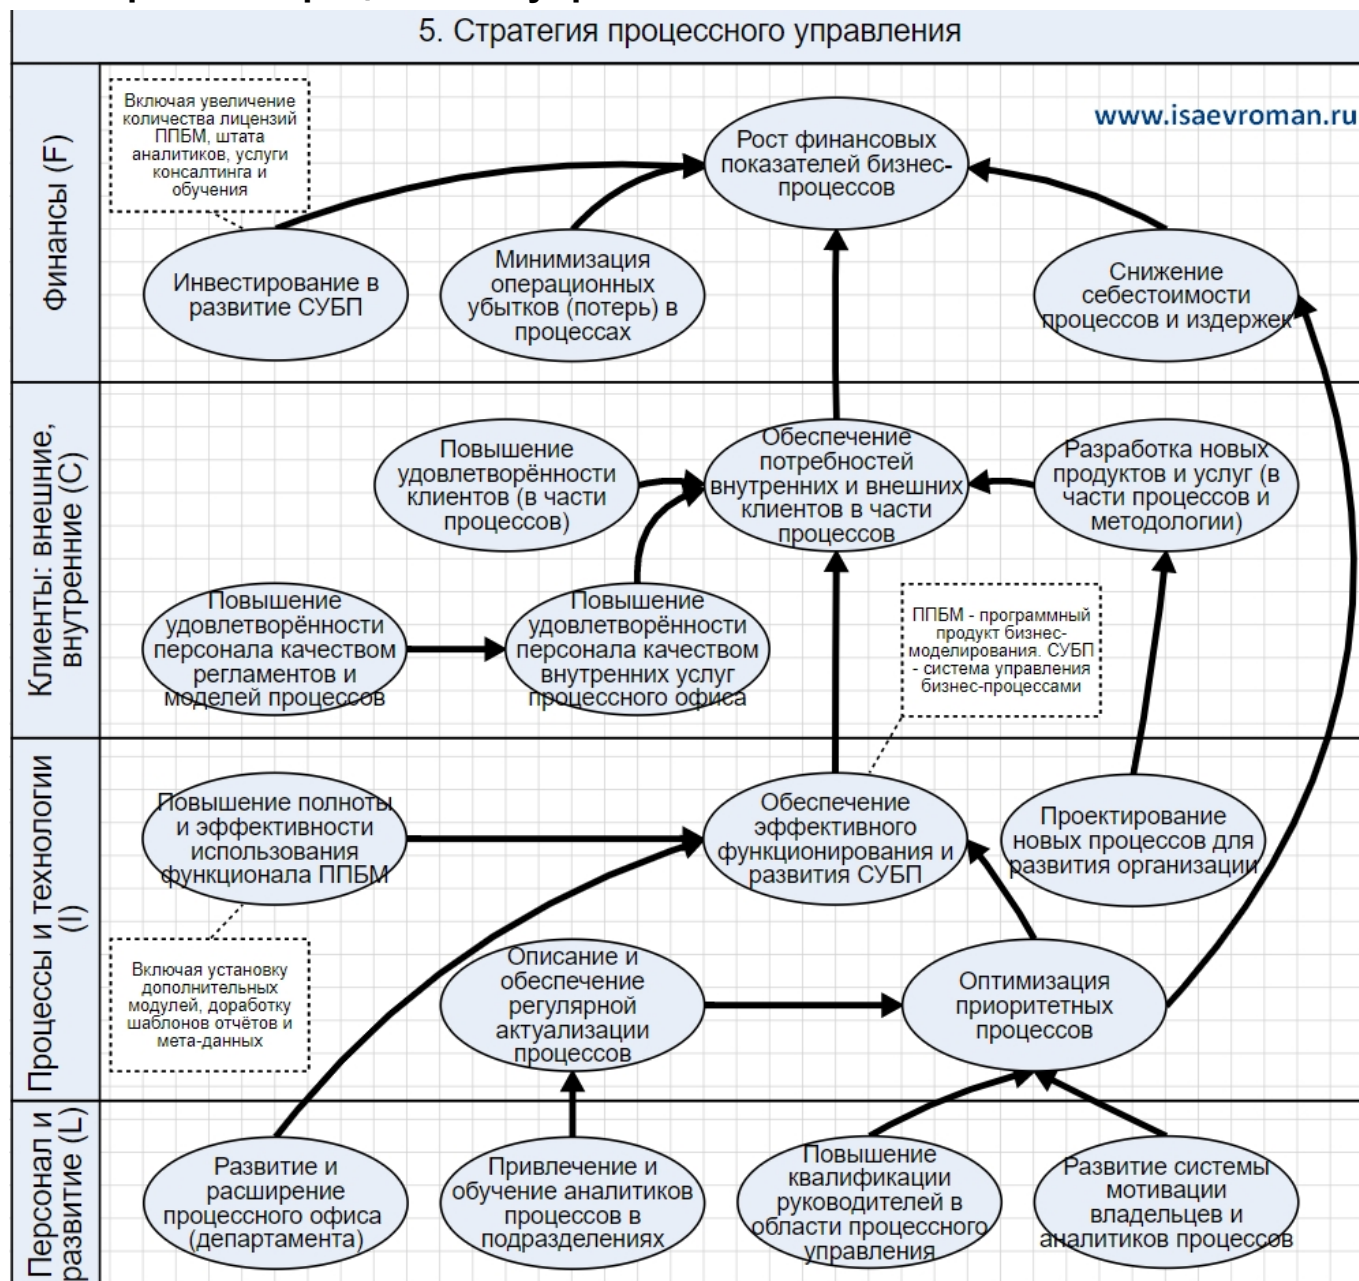 5. Стратегия процессного управления
Финансы (F)
Включая увеличение
количества лицензий
ППБМ, штата
аналитиков, услуги
консалтинга и
обучения
Рост финансовых
показателей бизнес-
процессов
www.isaevroman.ru
Инвестирование в
развитие СУБП
Минимизация
операционных
убытков (потерь) в
процессах
Снижение
себестоимости
процессов и издержек
Клиенты: внешние,
внутренние (C)
Повышение
удовлетворённости
клиентов (в части
процессов)
Обеспечение
потребностей
внутренних и внешних
клиентов в части
процессов
Разработка новых
продуктов и услуг (в
части процессов и
методологии)
Повышение
удовлетворённости
персонала качеством
регламентов и
моделей процессов
Повышение
удовлетворённости
персонала качеством
внутренних услуг
процессного офиса
ППБМ - программный
продукт бизнес-
моделирования. СУБП
- система управления
бизнес-процессами
Процессы и технологии
(I)
Повышение полноты
и эффективности
использования
функционала ППБМ
Обеспечение
эффективного
функционирования и
развития СУБП
Проектирование
новых процессов для
развития организации
Включая установку
дополнительных
модулей, доработку
шаблонов отчётов и
мета-данных
Описание и
обеспечение
регулярной
актуализации
процессов
Оптимизация
приоритетных
процессов
Персонал и
развитие (L)
Развитие и
расширение
процессного офиса
(департамента)
Привлечение и
обучение аналитиков
процессов в
подразделениях
Повышение
квалификации
руководителей в
области процессного
управления
Развитие системы
мотивации
владельцев и
аналитиков процессов